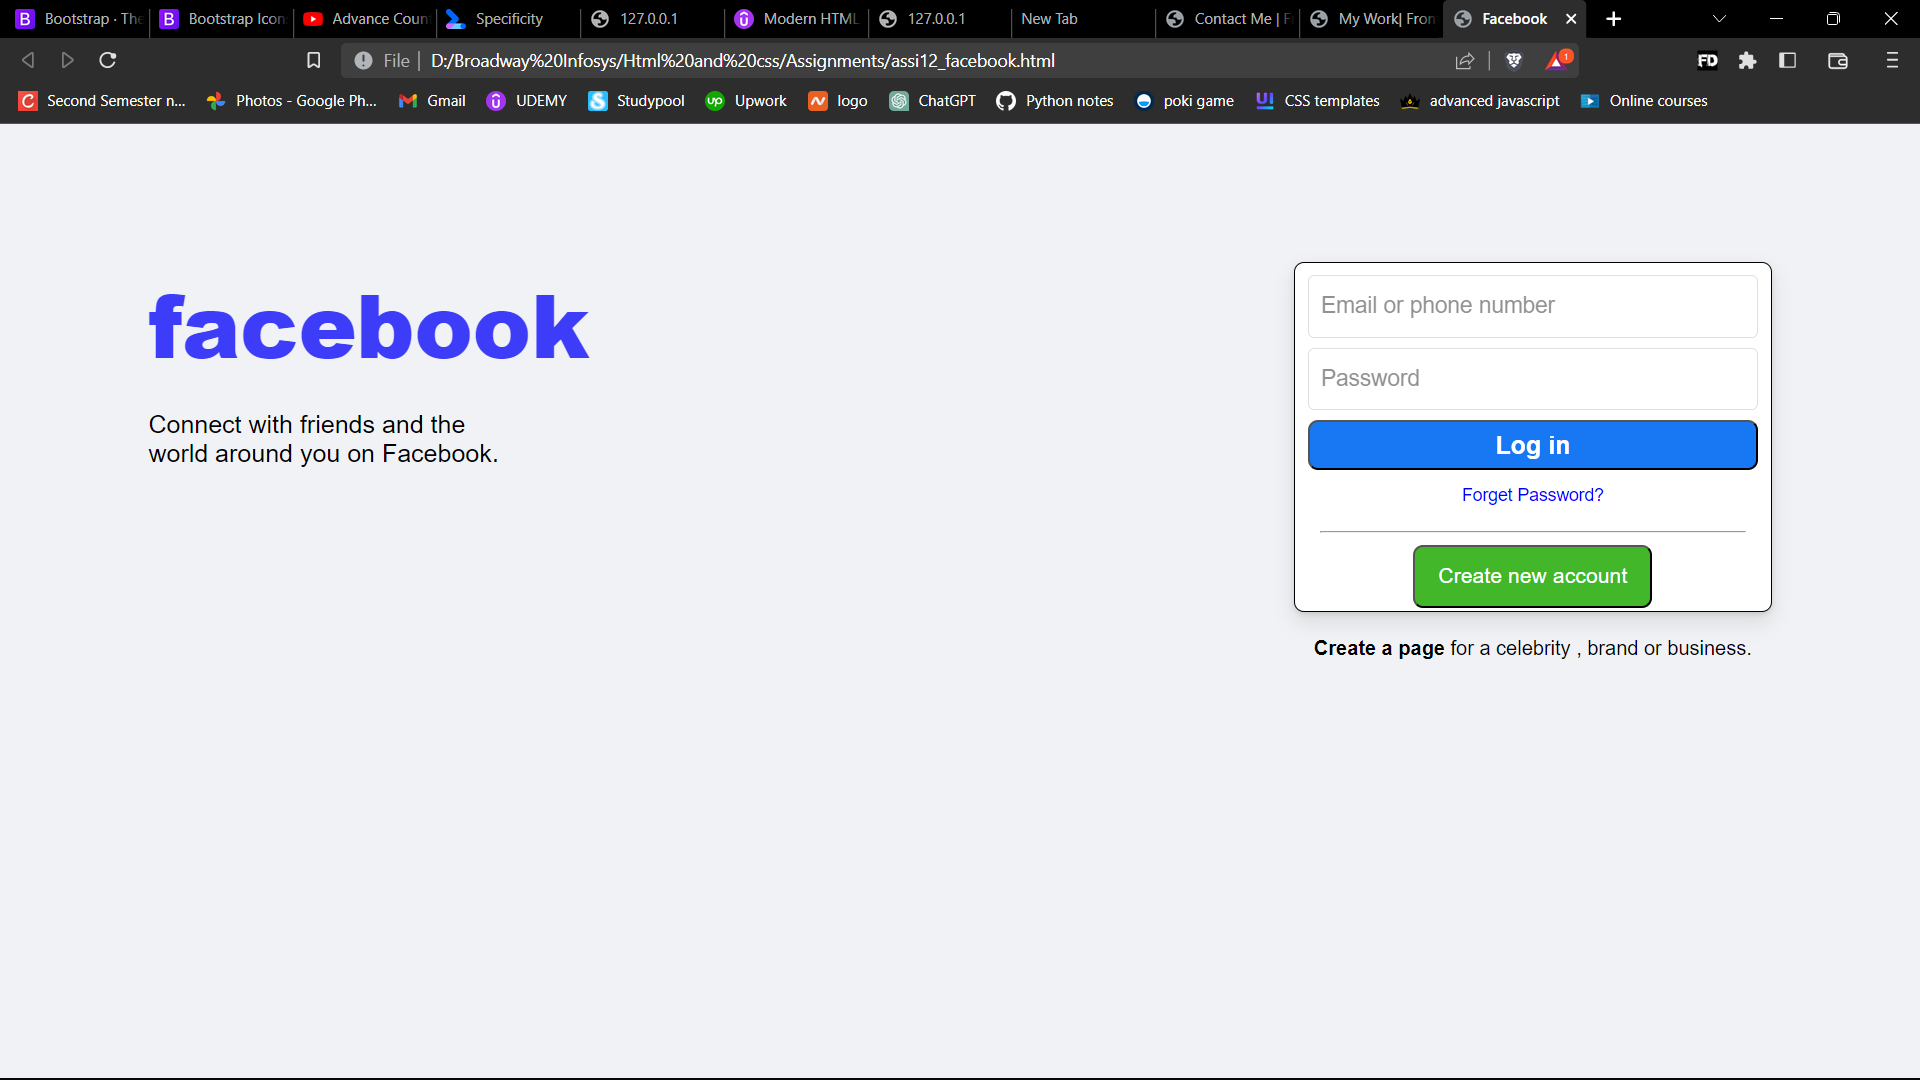 Bootstrap · The
Bootstrap Icon
Advance Coun
Specificity
127.0.0.1
Modern HTML
127.0.0.1
New Tab
Contact Me | F
My Work| Fron
Facebook
File
D:/Broadway%20Infosys/Html%20and%20css/Assignments/assi12_facebook.html
1
FD
Second Semester n...
Photos - Google Ph...
Gmail
UDEMY
Studypool
Upwork
logo
ChatGPT
Python notes
poki game
CSS templates
advanced javascript
Online courses
facebook
Connect with friends and the
world around you on Facebook.
Email or phone number
Password
Log in
Forget Password?
Create new account
Create a page for a celebrity , brand or business.